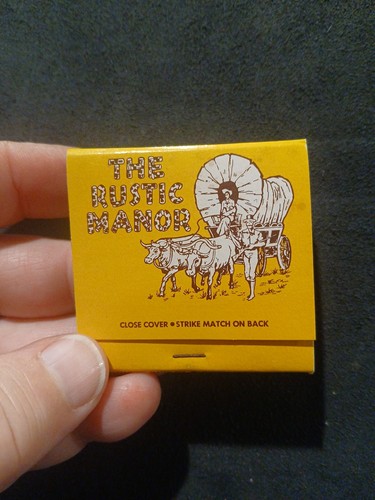 THE
RUSTIC
MANOR
CLOSE COVER • STRIKE MATCH ON BACK